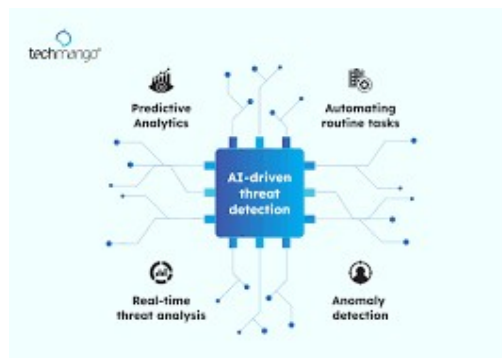 techmango®
Predictive
Analytics
Automating
routine tasks
AI-driven
threat
detection
Real-time
threat analysis
Anomaly
detection